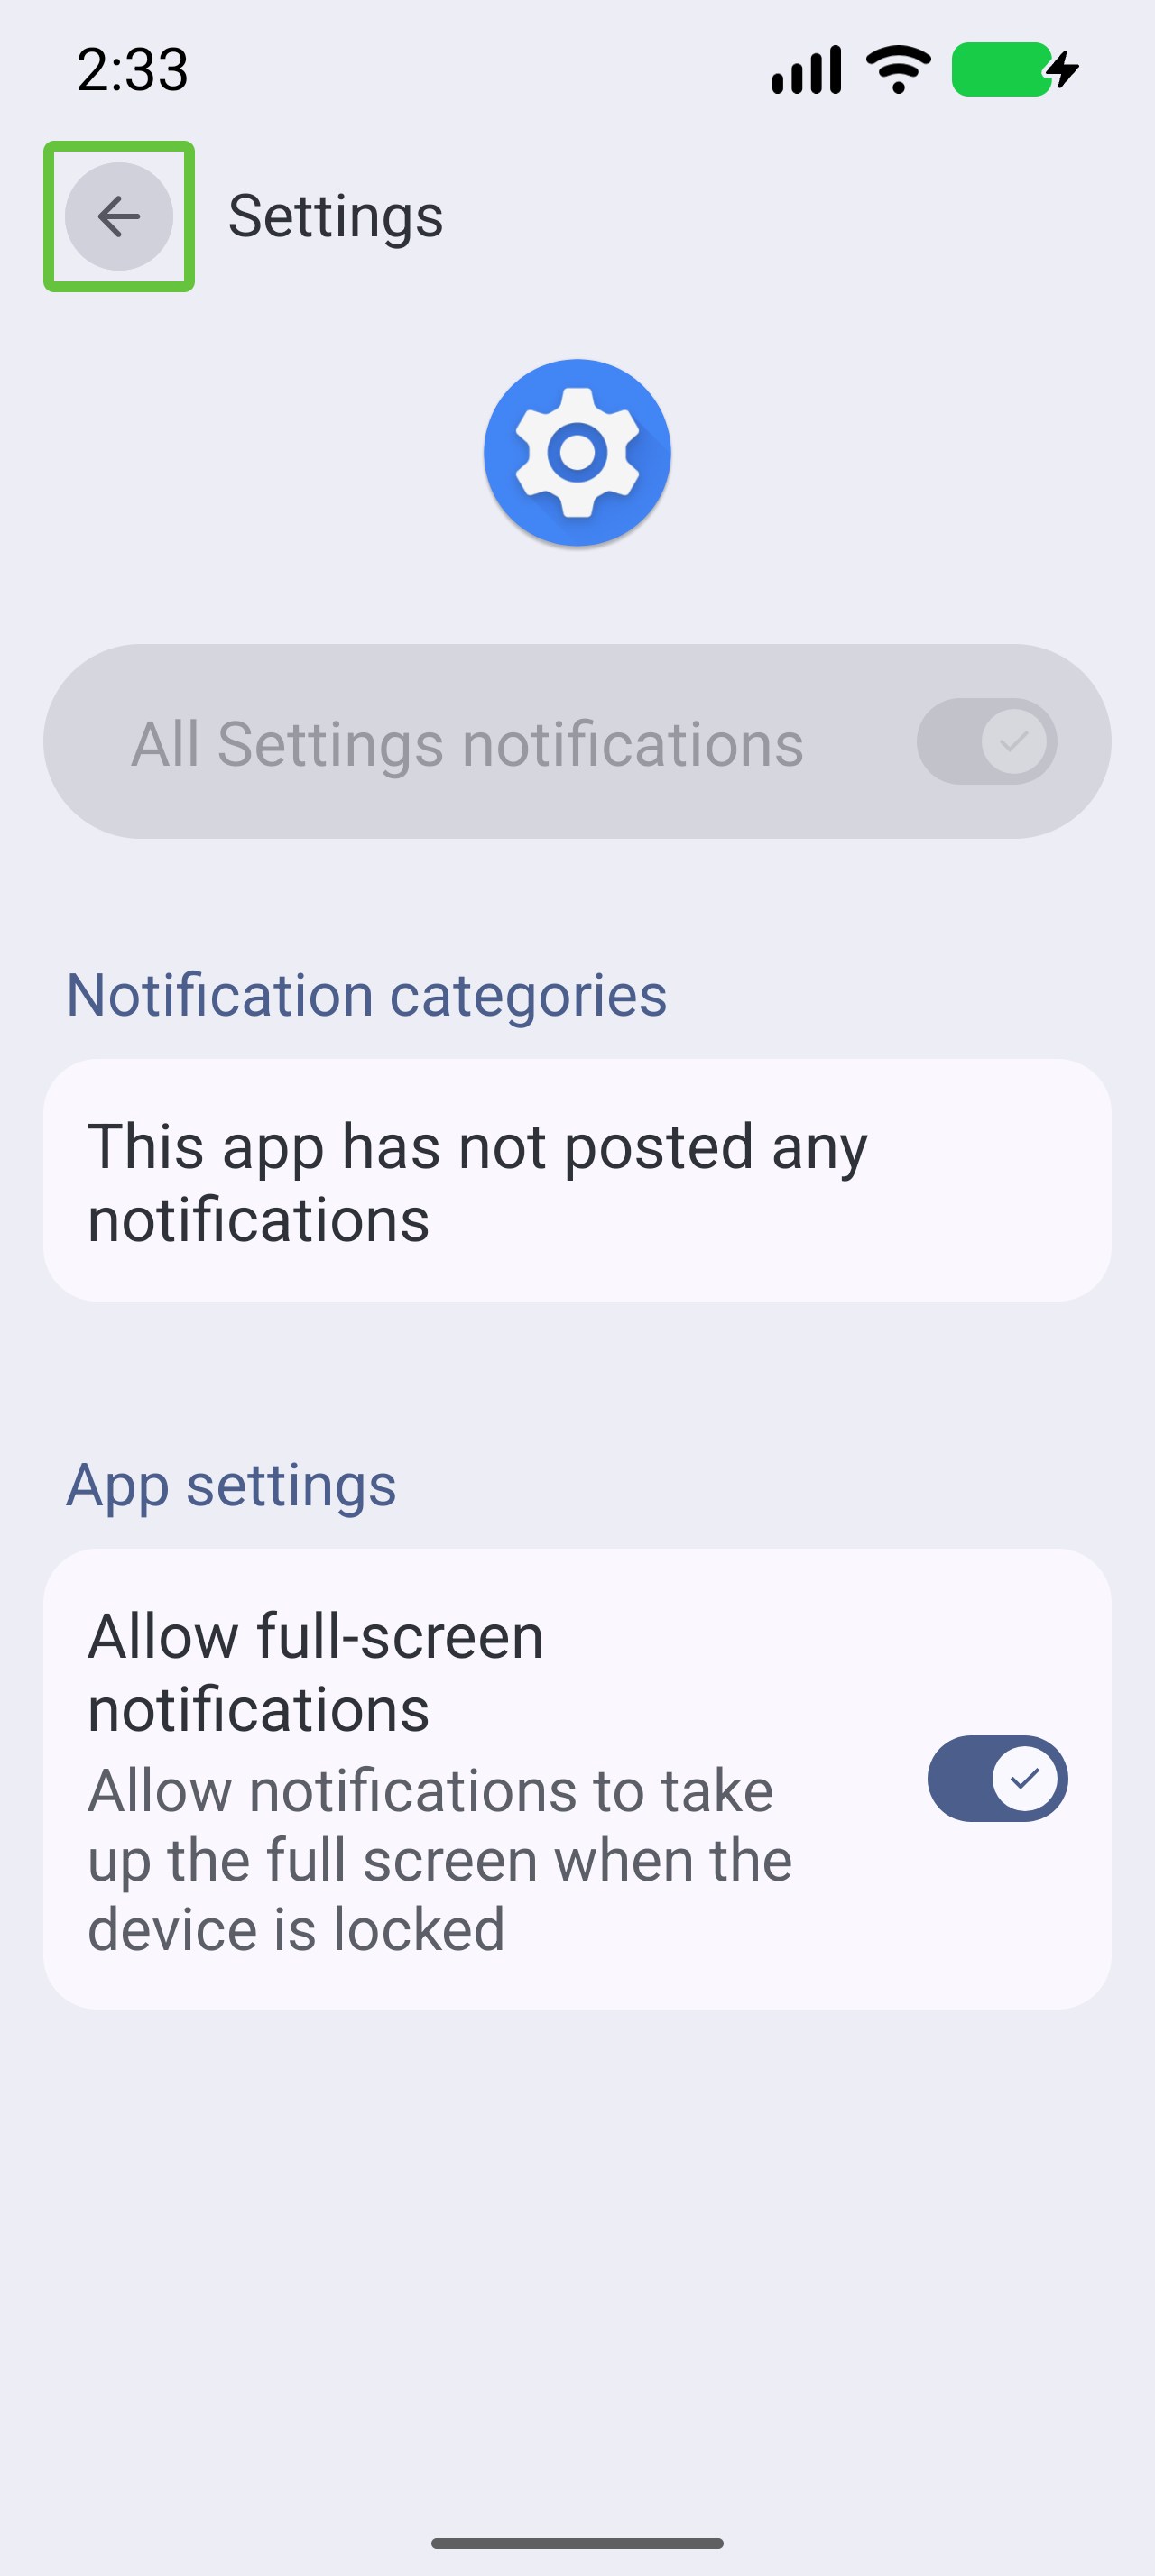 2:33
Settings
All Settings notifications
Notification categories
This app has not posted any
notifications
App settings
Allow full-screen
notifications
Allow notifications to take
up the full screen when the
device is locked